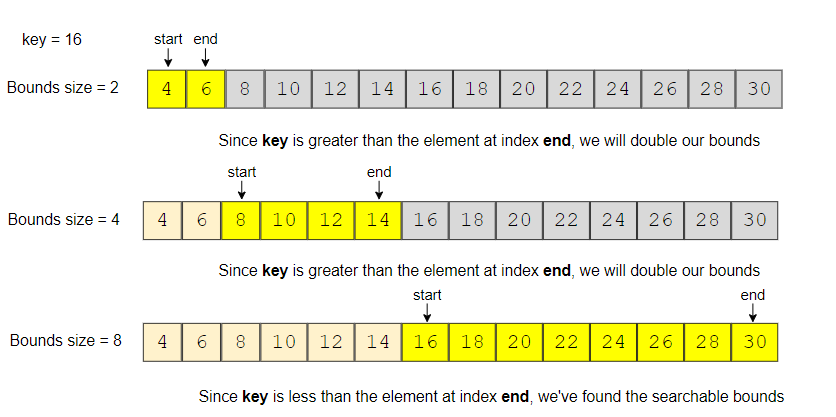 key = 16
start end
Bounds size = 2
4 6 8 10 12 14 16 18 20 22 24 26 28 30
Since key is greater than the element at index end, we will double our bounds
start end
Bounds size = 4
4 6 8 10 12 14 16 18 20 22 24 26 28 30
Since key is greater than the element at index end, we will double our bounds
start end
Bounds size = 8
4 6 8 10 12 14 16 18 20 22 24 26 28 30
Since key is less than the element at index end, we've found the searchable bounds